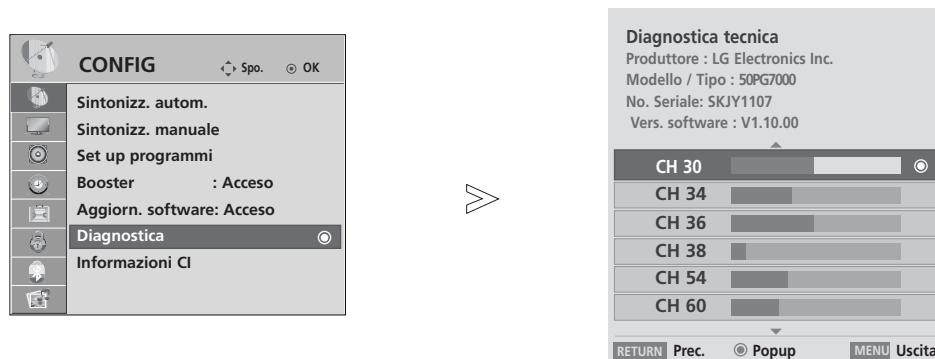 CONFIG Spo. OK
Sintonizz. autom.
Sintonizz. manuale
Set up programmi
Booster : Acceso
Aggiorn. software: Acceso
Diagnostica
Informazioni CI
Diagnostica tecnica
Produttore : LG Electronics Inc.
Modello / Tipo : 50PG7000
No. Seriale: SKJY1107
Vers. software : V1.10.00
CH 30
CH 34
CH 36
CH 38
CH 54
CH 60
RETURN Prec. Popup MENU Uscita